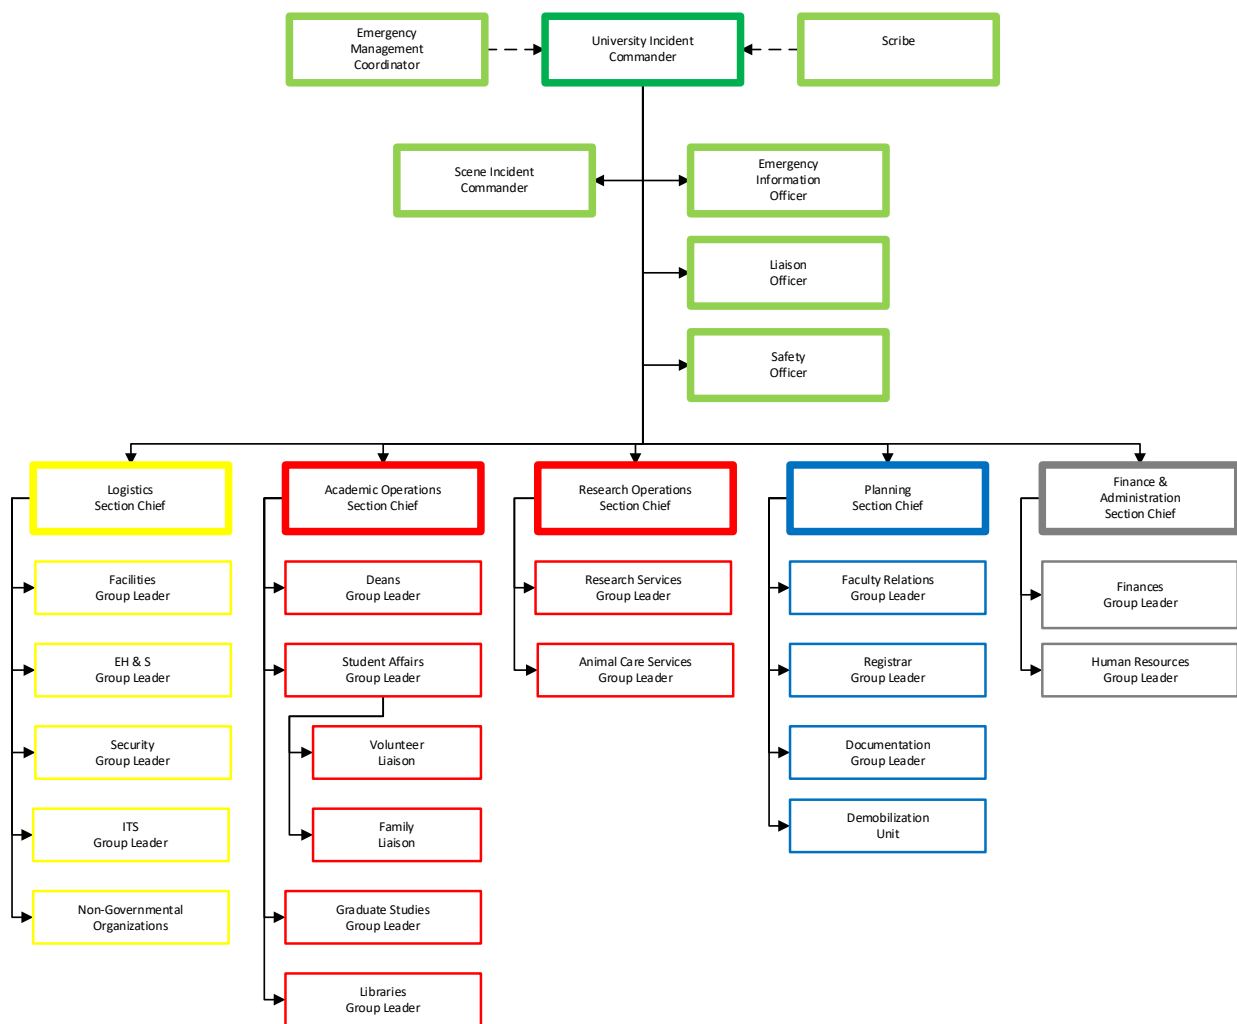 Emergency
Management
Coordinator
University Incident
Commander
Scribe
Scene Incident
Commander
Emergency
Information
Officer
Liaison
Officer
Safety
Officer
Logistics
Section Chief
Academic Operations
Section Chief
Research Operations
Section Chief
Planning
Section Chief
Finance &
Administration
Section Chief
Facilities
Group Leader
Deans
Group Leader
Research Services
Group Leader
Faculty Relations
Group Leader
Finances
Group Leader
EH & S
Group Leader
Student Affairs
Group Leader
Animal Care Services
Group Leader
Registrar
Group Leader
Human Resources
Group Leader
Security
Group Leader
Volunteer
Liaison
Documentation
Group Leader
ITS
Group Leader
Family
Liaison
Demobilization
Unit
Non-Governmental
Organizations
Graduate Studies
Group Leader
Libraries
Group Leader